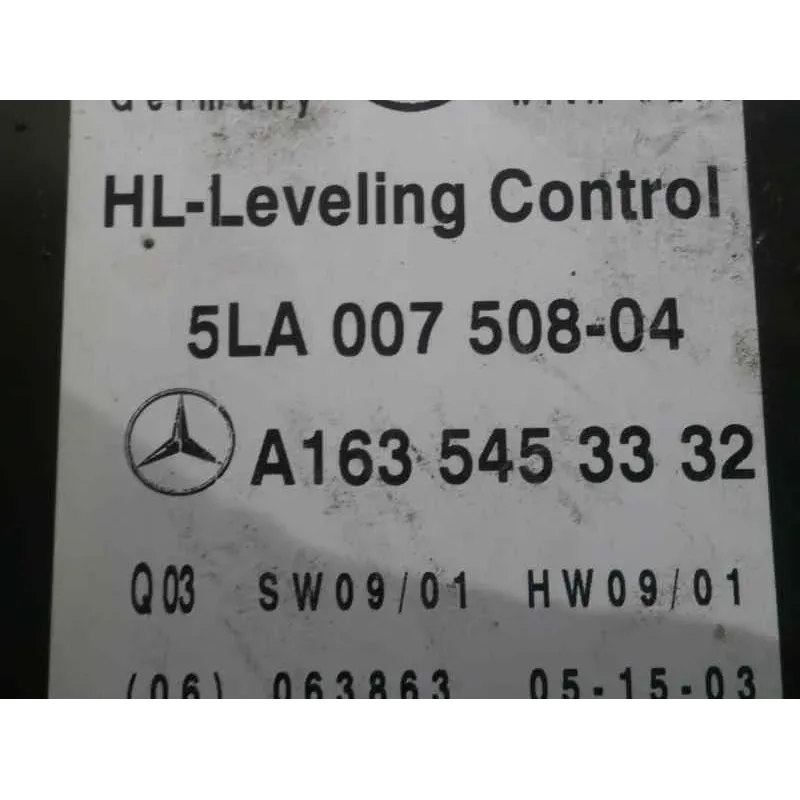 Germany
HL-Leveling Control
5LA 007 508-04
A163 545 33 32
Q03 SW09/01 HW09/01
(06) 063863 05-15-03